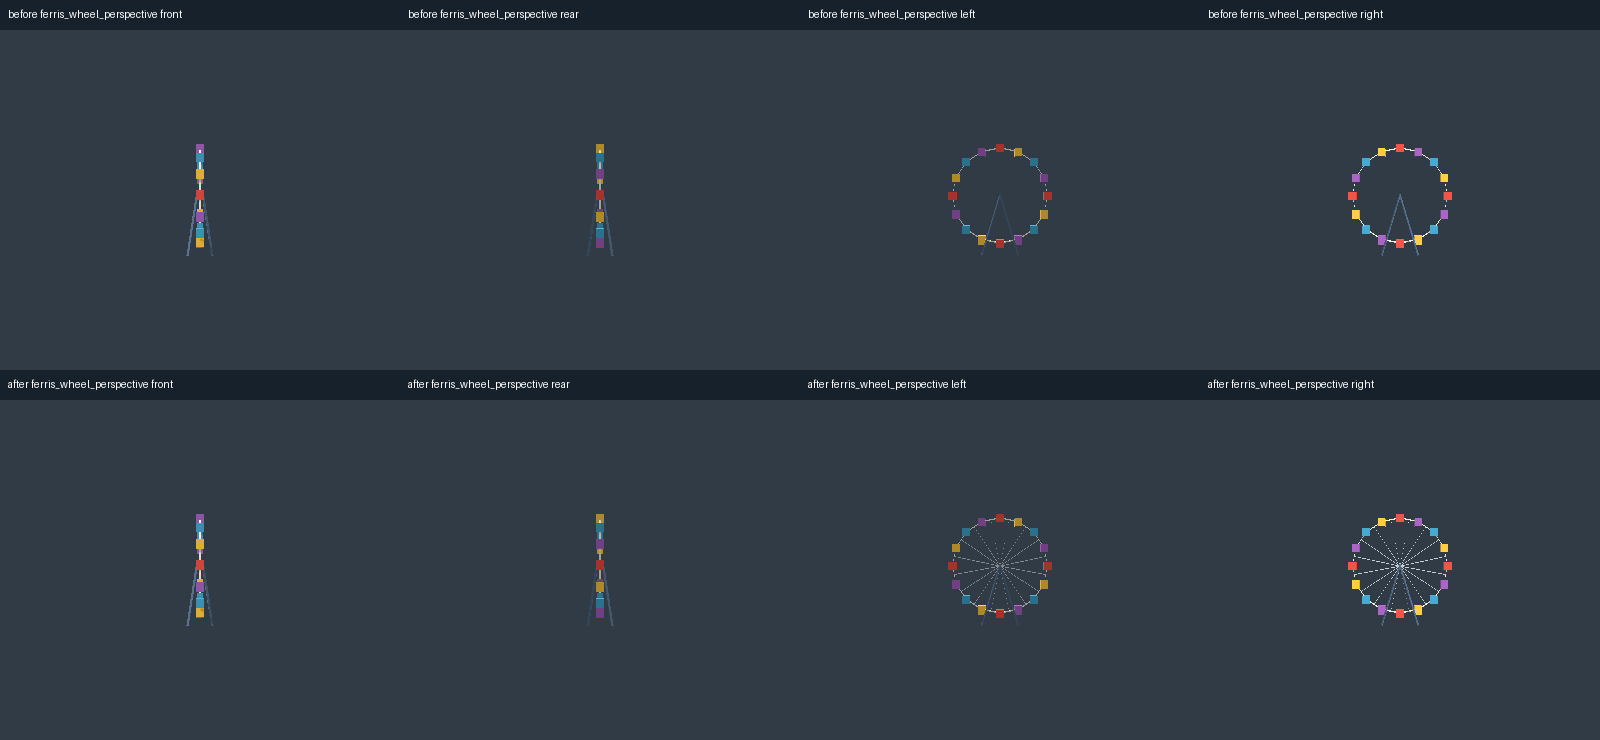 before ferris_wheel_perspective front
before ferris_wheel_perspective rear
before ferris_wheel_perspective left
before ferris_wheel_perspective right
after ferris_wheel_perspective front
after ferris_wheel_perspective rear
after ferris_wheel_perspective left
after ferris_wheel_perspective right